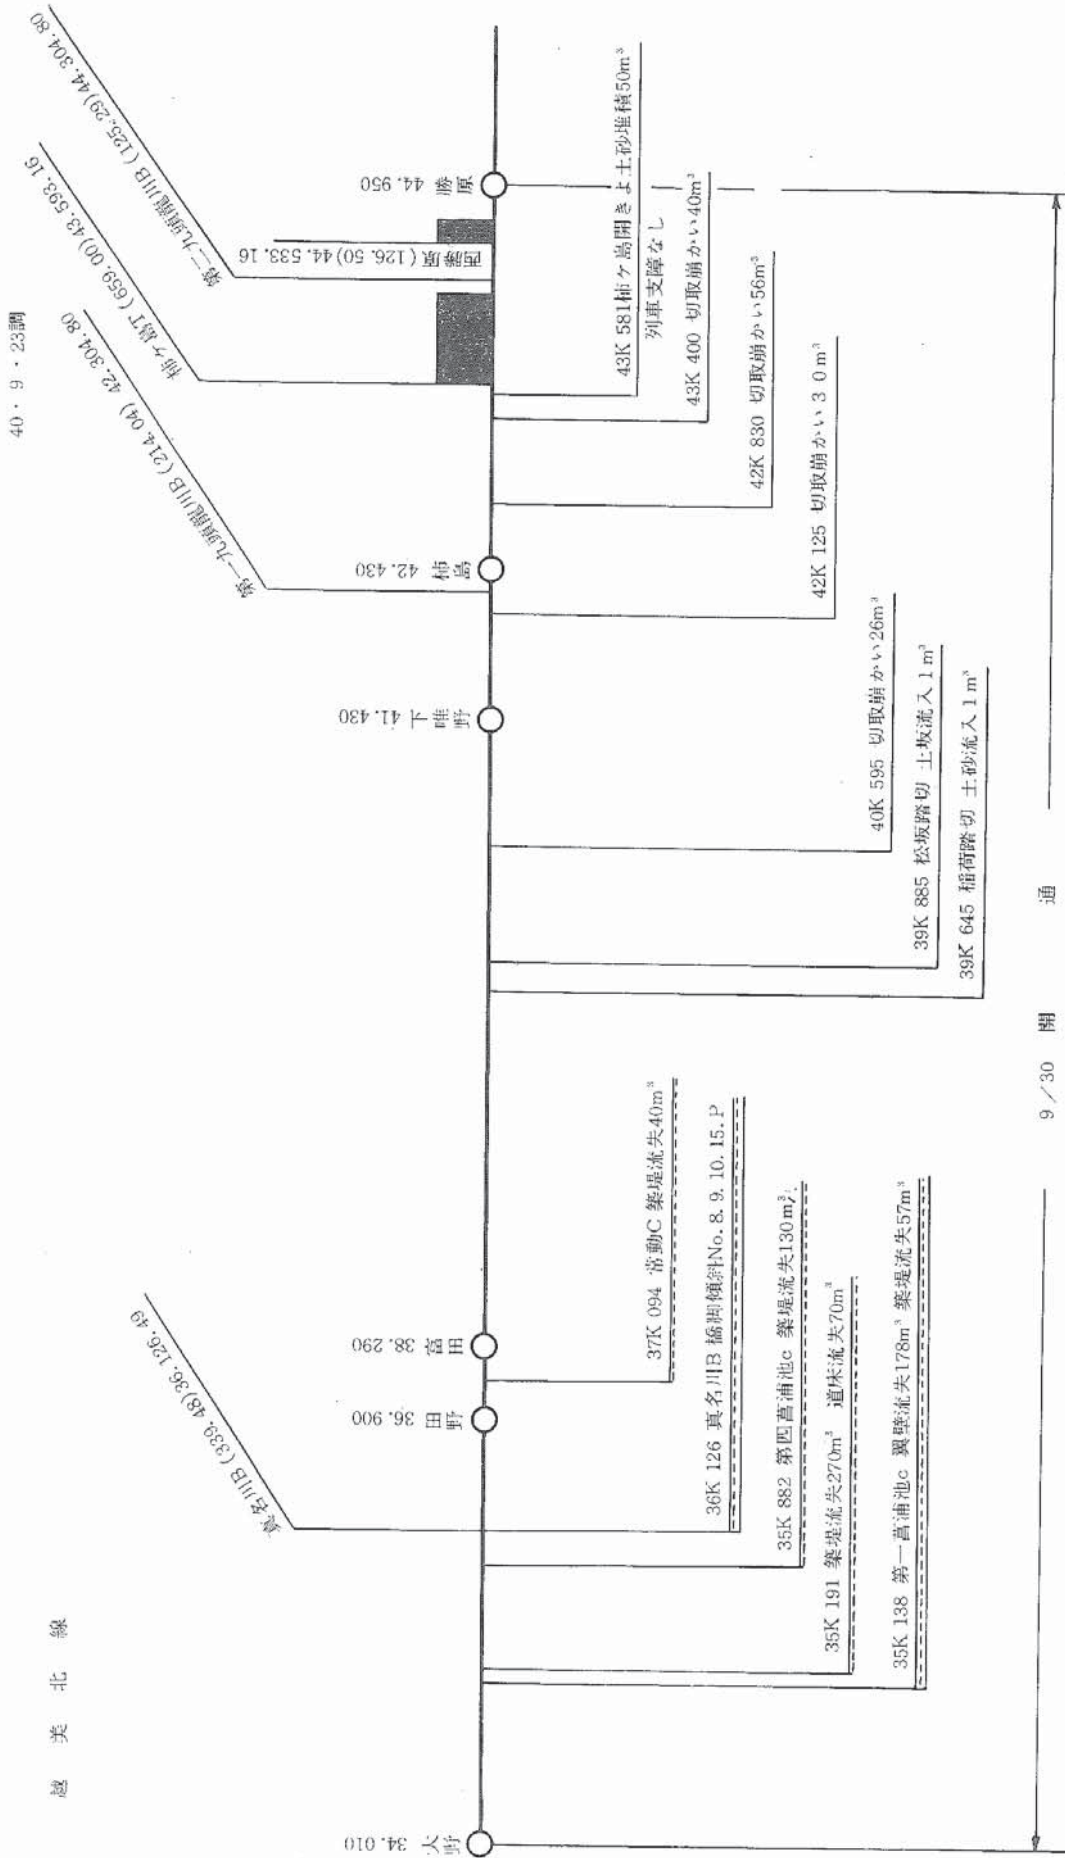 越美北線
40・9・23調
34.010 大野
36.900 田野
38.290 富田
41.430 下唯野
42.430 柿島
44.950 勝原
真名川B (339.48)36.126.49
第一九頭龍川B (214.04) 42.304.80
柿ヶ島T (659.00)43.593.16
第二九頭龍川B (125.29)44.304.80
西勝原 (126.50)44.533.16
35K 138 第一菖浦池c 翼壁流失178m³ 築堤流失57m³
35K 191 築堤流失270m³ 道床流失70m³
35K 882 第四菖浦池c 築堤流失130m³
36K 126 真名川B 橋脚傾斜No.8.9.10.15.P
37K 094 常動C 築堤流失40m³
39K 645 稲荷踏切 土砂流入1m³
39K 885 松坂踏切 土坂流入1m³
40K 595 切取崩かい26m³
42K 125 切取崩かい30m³
42K 830 切取崩かい56m³
43K 400 切取崩かい40m³
43K 581柿ヶ島開きよ土砂堆積50m³
列車支障なし
9/30 開通